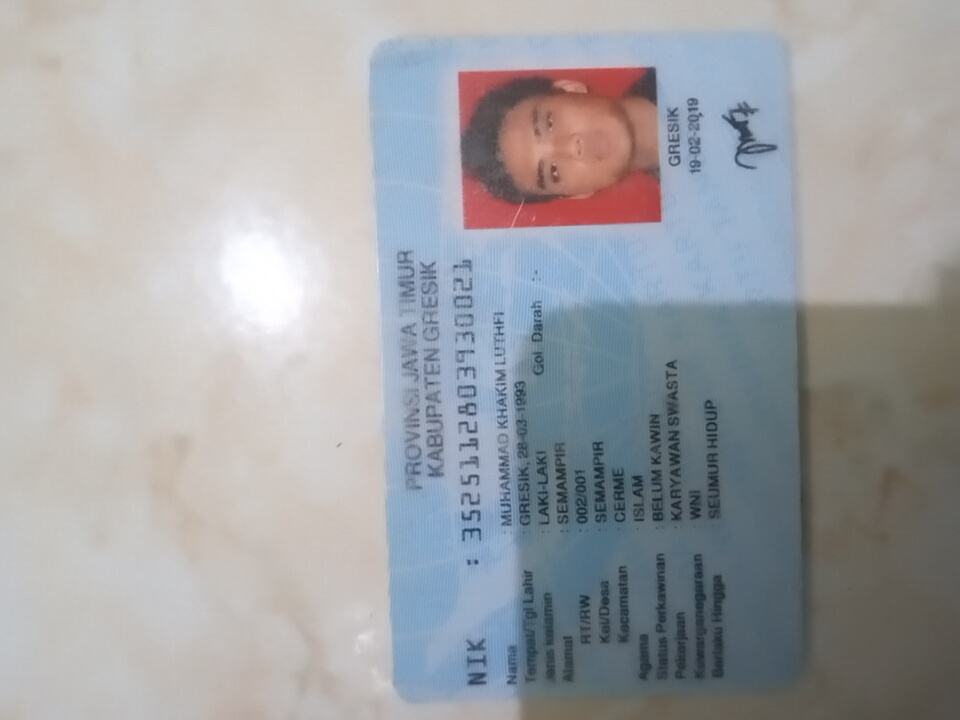 PROVINSI JAWA TIMUR
KABUPATEN GRESIK
NIK : 3525112803930021
Nama : MUHAMMAD KHAKIM LUTHFI
Tempat/Tgl Lahir : GRESIK, 28-03-1993
Jenis kelamin : LAKI-LAKI Gol Darah :-
Alamat : SEMAMPIR
RT/RW : 002/001
Kel/Desa : SEMAMPIR
Kecamatan : CERME
Agama : ISLAM
Status Perkawinan : BELUM KAWIN
Pekerjaan : KARYAWAN SWASTA
Kewarganegaraan : WNI
Berlaku Hingga : SEUMUR HIDUP
GRESIK
19-02-2019